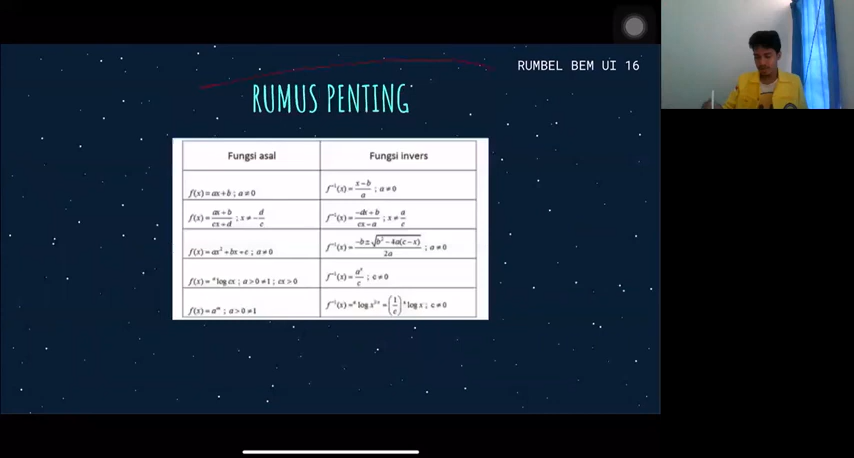 RUMBEL BEM UI 16
RUMUS PENTING
Fungsi asal Fungsi invers
f(x) = ax + b ; a ≠ 0 f⁻¹(x) = (x − b)/a ; a ≠ 0
f(x) = (ax + b)/(cx + d) ; x ≠ −d/c f⁻¹(x) = (−dx + b)/(cx − a) ; x ≠ a/c
f(x) = ax² + bx + c ; a ≠ 0 f⁻¹(x) = (−b ± √(b² − 4a(c − x)))/2a ; a ≠ 0
f(x) = ᵃlog cx ; a > 0 ≠ 1 ; cx > 0 f⁻¹(x) = aˣ/c ; c ≠ 0
f(x) = aᶜˣ ; a > 0 ≠ 1 f⁻¹(x) = ᵃlog x^(1/c) = (1/c) ᵃlog x ; c ≠ 0